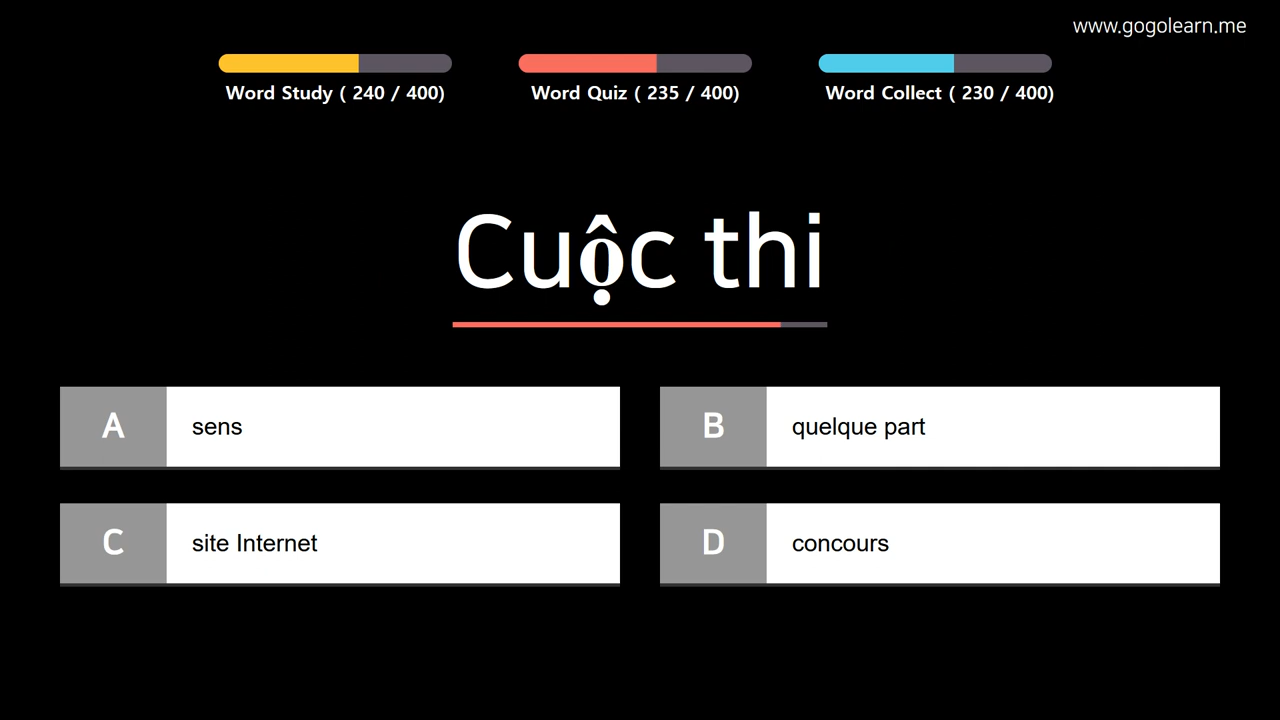 www.gogolearn.me
Word Study ( 240 / 400)
Word Quiz ( 235 / 400)
Word Collect ( 230 / 400)
Cuộc thi
A
sens
B
quelque part
C
site Internet
D
concours